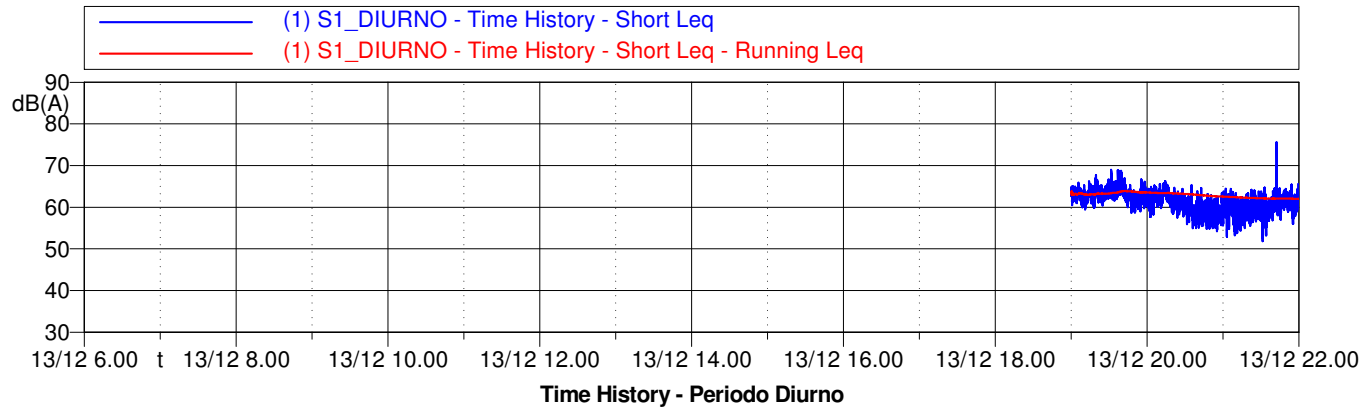 (1) S1_DIURNO - Time History - Short Leq
(1) S1_DIURNO - Time History - Short Leq - Running Leq
90
dB(A)
80
70
60
50
40
30
13/12 6.00 t 13/12 8.00 13/12 10.00 13/12 12.00 13/12 14.00 13/12 16.00 13/12 18.00 13/12 20.00 13/12 22.00
Time History - Periodo Diurno